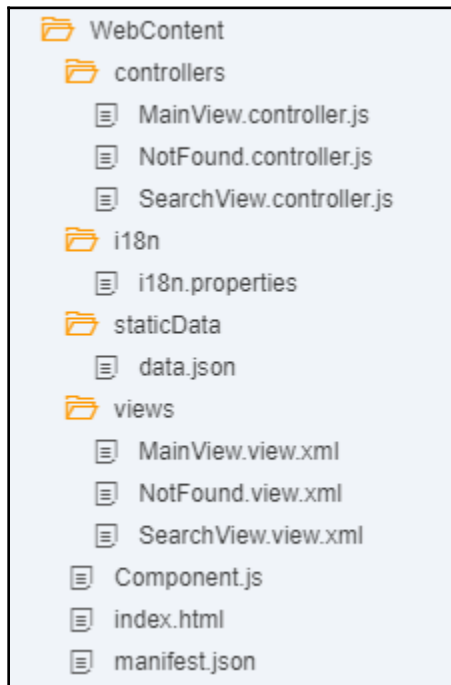 WebContent
controllers
MainView.controller.js
NotFound.controller.js
SearchView.controller.js
i18n
i18n.properties
staticData
data.json
views
MainView.view.xml
NotFound.view.xml
SearchView.view.xml
Component.js
index.html
manifest.json